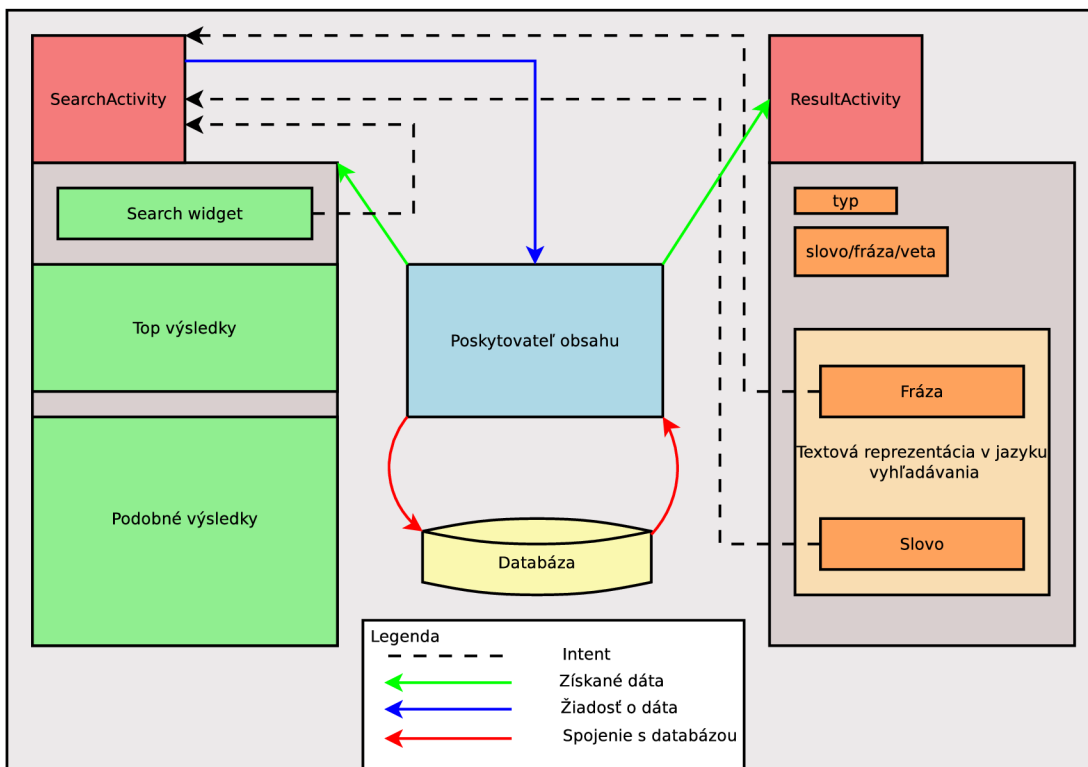 SearchActivity
ResultActivity
Search widget
typ
slovo/fráza/veta
Top výsledky
Poskytovateľ obsahu
Fráza
Textová reprezentácia v jazyku
vyhľadávania
Podobné výsledky
Slovo
Databáza
Legenda
Intent
Získané dáta
Žiadosť o dáta
Spojenie s databázou